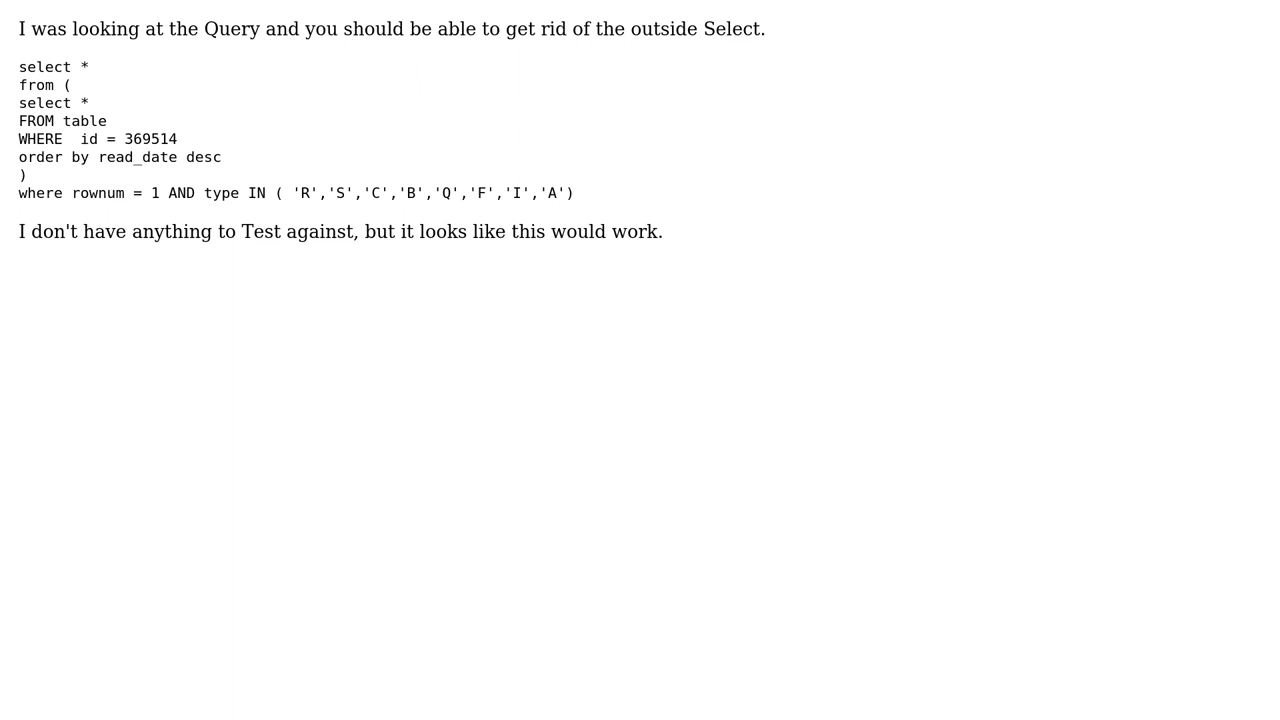 I was looking at the Query and you should be able to get rid of the outside Select.
select *
from (
select *
FROM table
WHERE  id = 369514
order by read_date desc
)
where rownum = 1 AND type IN ( 'R','S','C','B','Q','F','I','A')
I don't have anything to Test against, but it looks like this would work.